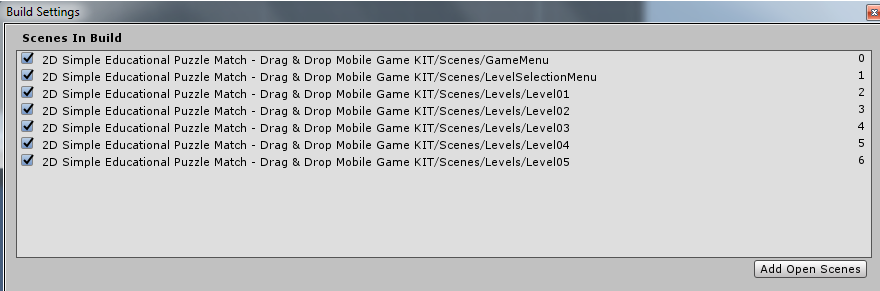 Build Settings
x
Scenes In Build
2D Simple Educational Puzzle Match - Drag & Drop Mobile Game KIT/Scenes/GameMenu 0
2D Simple Educational Puzzle Match - Drag & Drop Mobile Game KIT/Scenes/LevelSelectionMenu 1
2D Simple Educational Puzzle Match - Drag & Drop Mobile Game KIT/Scenes/Levels/Level01 2
2D Simple Educational Puzzle Match - Drag & Drop Mobile Game KIT/Scenes/Levels/Level02 3
2D Simple Educational Puzzle Match - Drag & Drop Mobile Game KIT/Scenes/Levels/Level03 4
2D Simple Educational Puzzle Match - Drag & Drop Mobile Game KIT/Scenes/Levels/Level04 5
2D Simple Educational Puzzle Match - Drag & Drop Mobile Game KIT/Scenes/Levels/Level05 6
Add Open Scenes